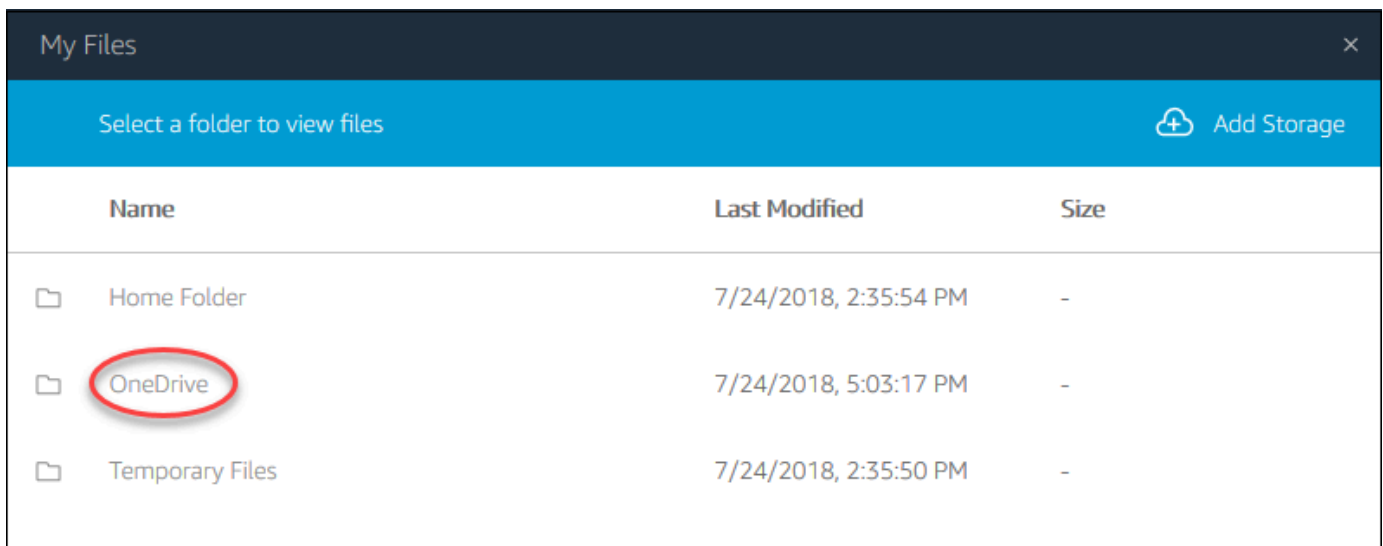 My Files ×
Select a folder to view files Add Storage
Name Last Modified Size
Home Folder 7/24/2018, 2:35:54 PM -
OneDrive 7/24/2018, 5:03:17 PM -
Temporary Files 7/24/2018, 2:35:50 PM -